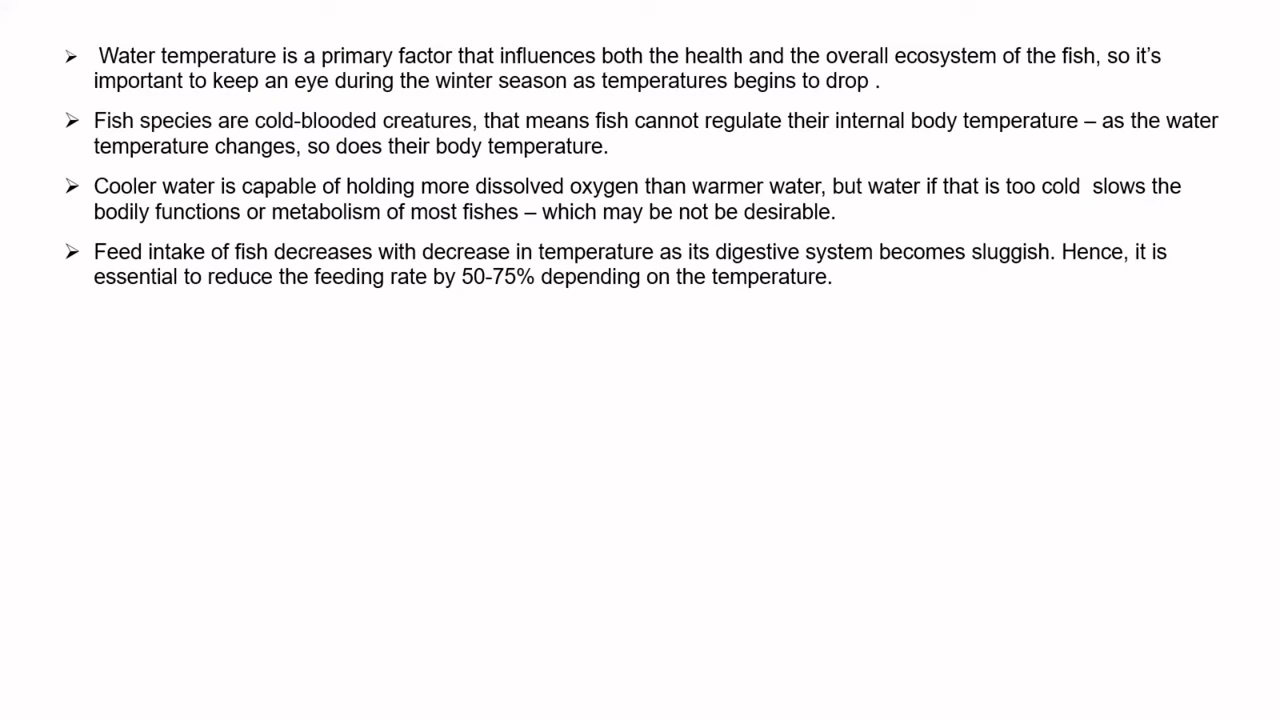 ➢ Water temperature is a primary factor that influences both the health and the overall ecosystem of the fish, so it’s
important to keep an eye during the winter season as temperatures begins to drop .
➢ Fish species are cold-blooded creatures, that means fish cannot regulate their internal body temperature – as the water
temperature changes, so does their body temperature.
➢ Cooler water is capable of holding more dissolved oxygen than warmer water, but water if that is too cold  slows the
bodily functions or metabolism of most fishes – which may be not be desirable.
➢ Feed intake of fish decreases with decrease in temperature as its digestive system becomes sluggish. Hence, it is
essential to reduce the feeding rate by 50-75% depending on the temperature.